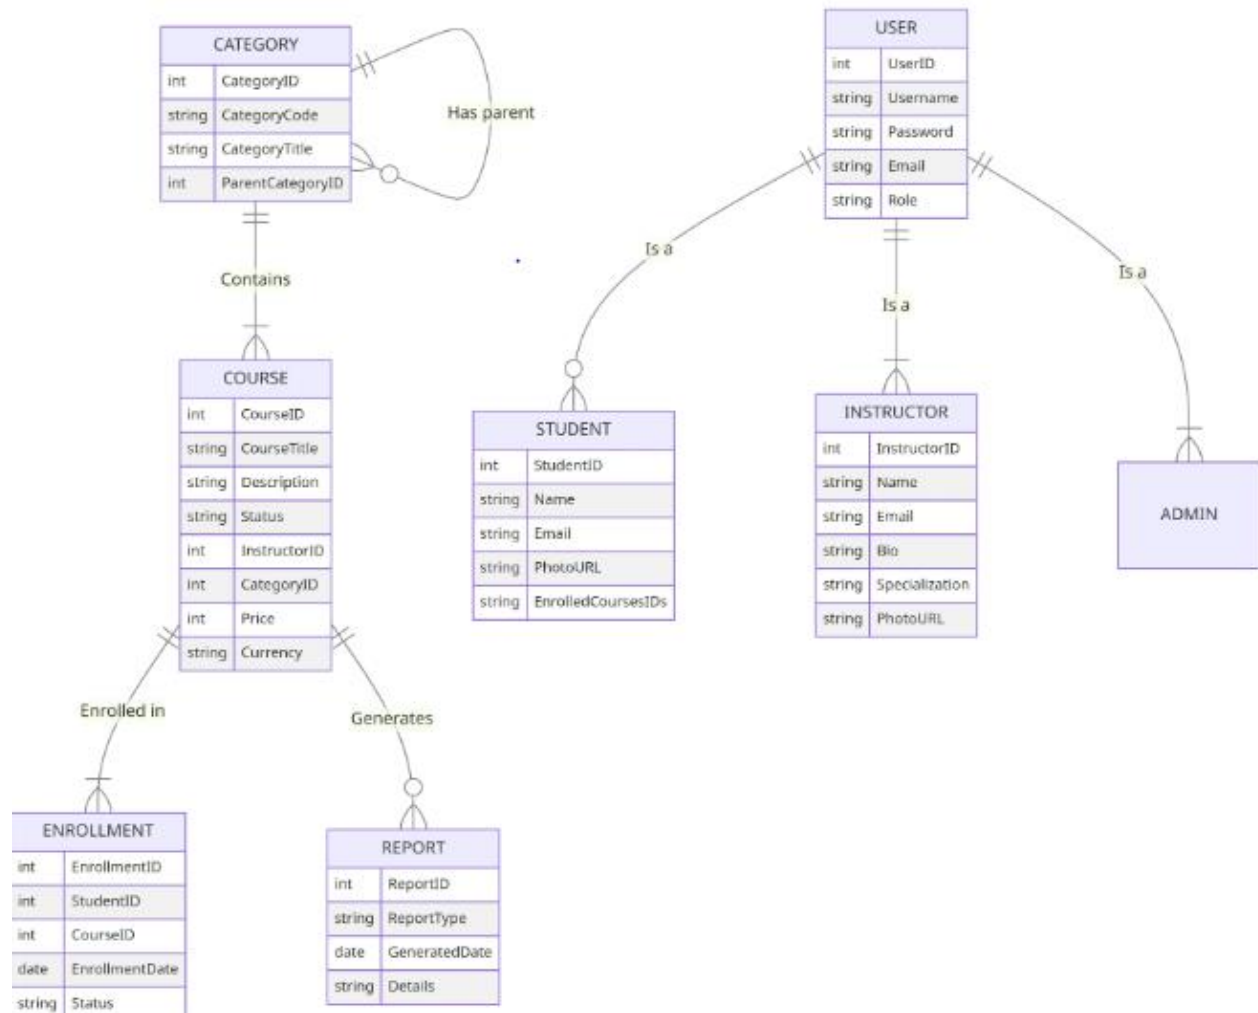 CATEGORY
int CategoryID
string CategoryCode
string CategoryTitle
int ParentCategoryID
Has parent
Contains
USER
int UserID
string Username
string Password
string Email
string Role
Is a
Is a
Is a
COURSE
int CourseID
string CourseTitle
string Description
string Status
int InstructorID
int CategoryID
int Price
string Currency
STUDENT
int StudentID
string Name
string Email
string PhotoURL
string EnrolledCoursesIDs
INSTRUCTOR
int InstructorID
string Name
string Email
string Bio
string Specialization
string PhotoURL
ADMIN
Enrolled in
Generates
ENROLLMENT
int EnrollmentID
int StudentID
int CourseID
date EnrollmentDate
string Status
REPORT
int ReportID
string ReportType
date GeneratedDate
string Details